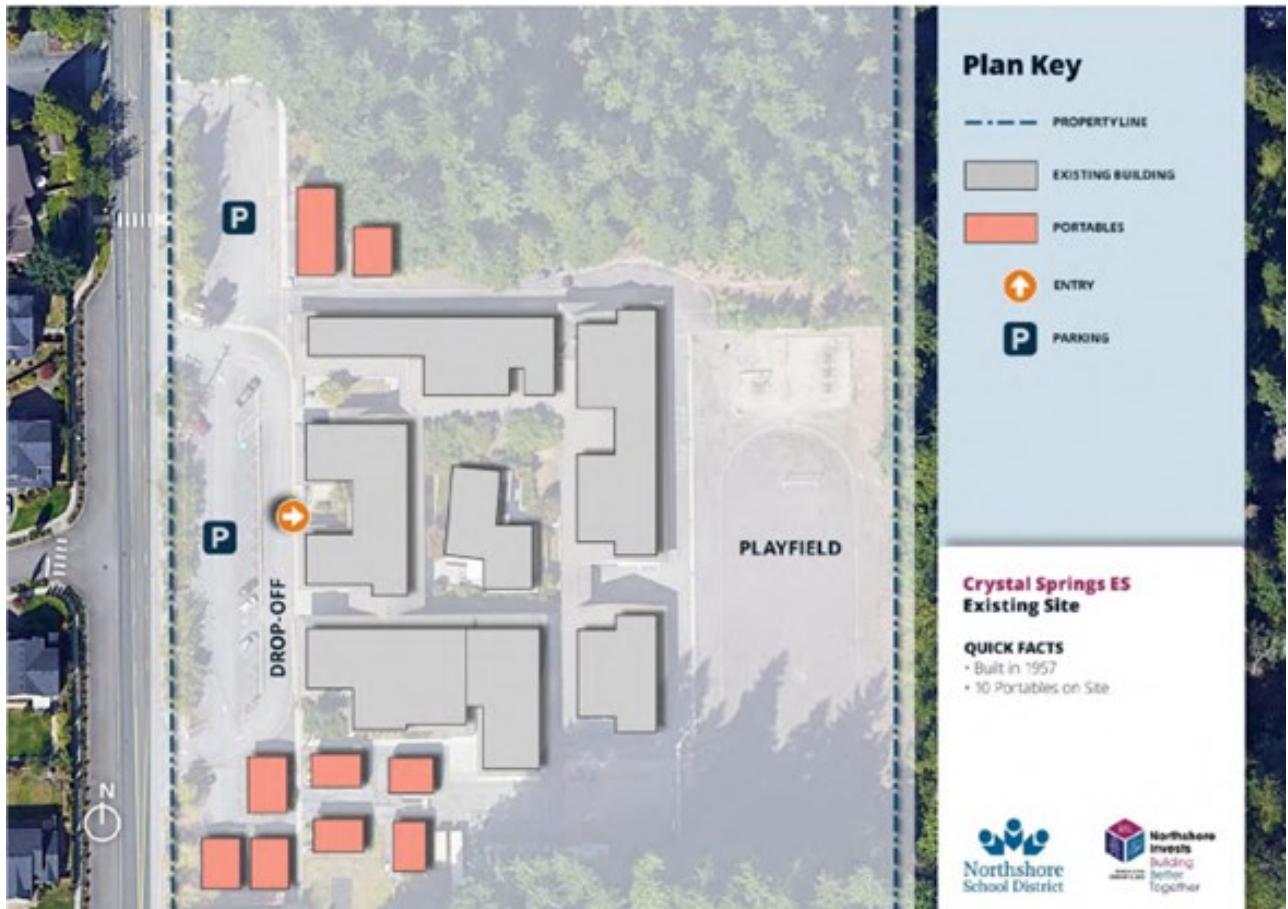 P
P
DROP-OFF
PLAYFIELD
N
Plan Key
PROPERTY LINE
EXISTING BUILDING
PORTABLES
ENTRY
P PARKING
Crystal Springs ES
Existing Site
QUICK FACTS
• Built in 1957
• 10 Portables on Site
Northshore
School District
Northshore
Invests
Building
Better
Together